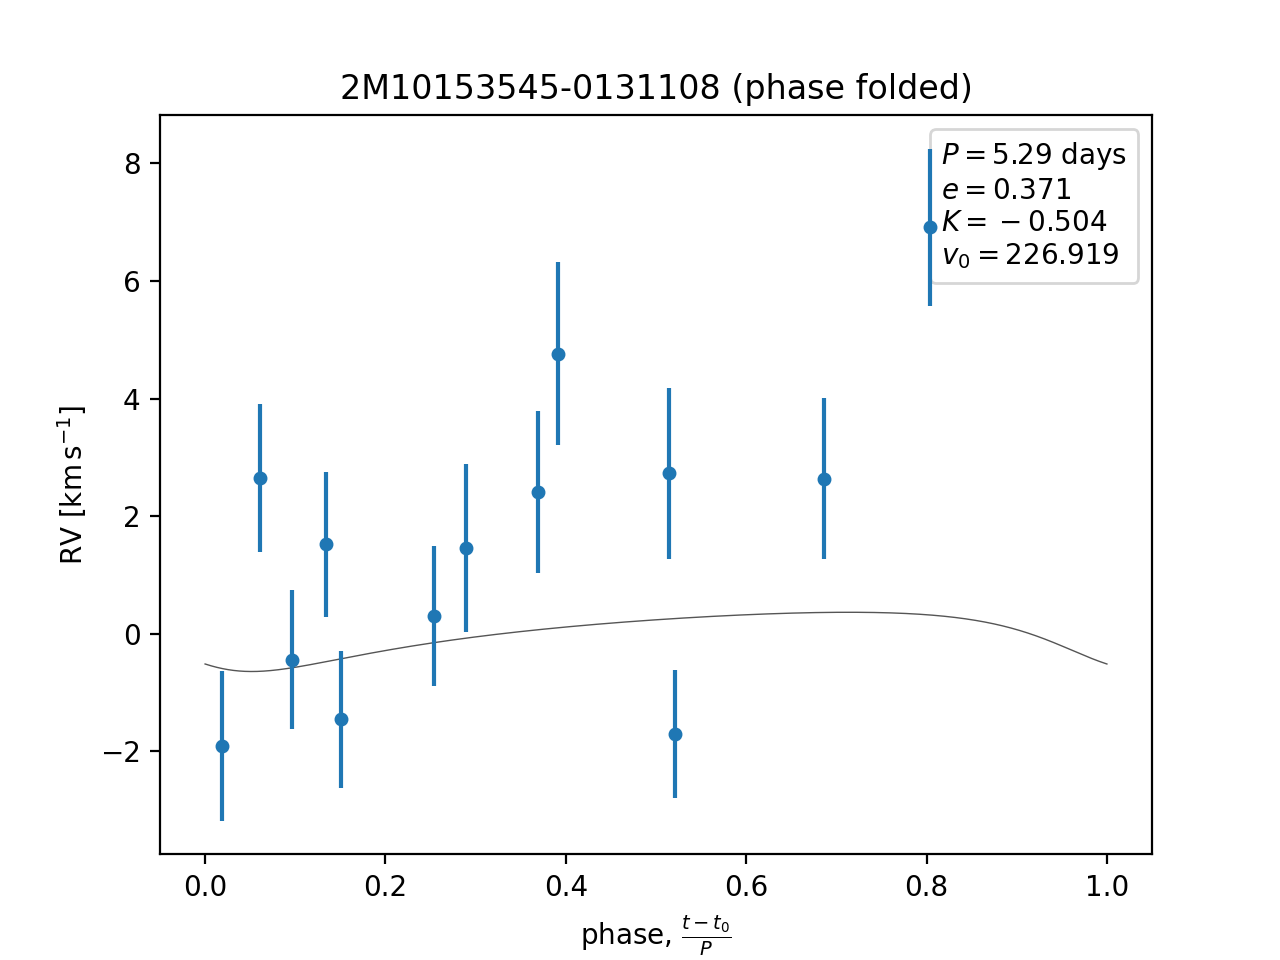 2M10153545-0131108 (phase folded)
P = 5.29 days
e = 0.371
K = −0.504
v₀ = 226.919
8
6
4
2
0
−2
RV [km s⁻¹]
0.0 0.2 0.4 0.6 0.8 1.0
phase, (t − t₀)/P